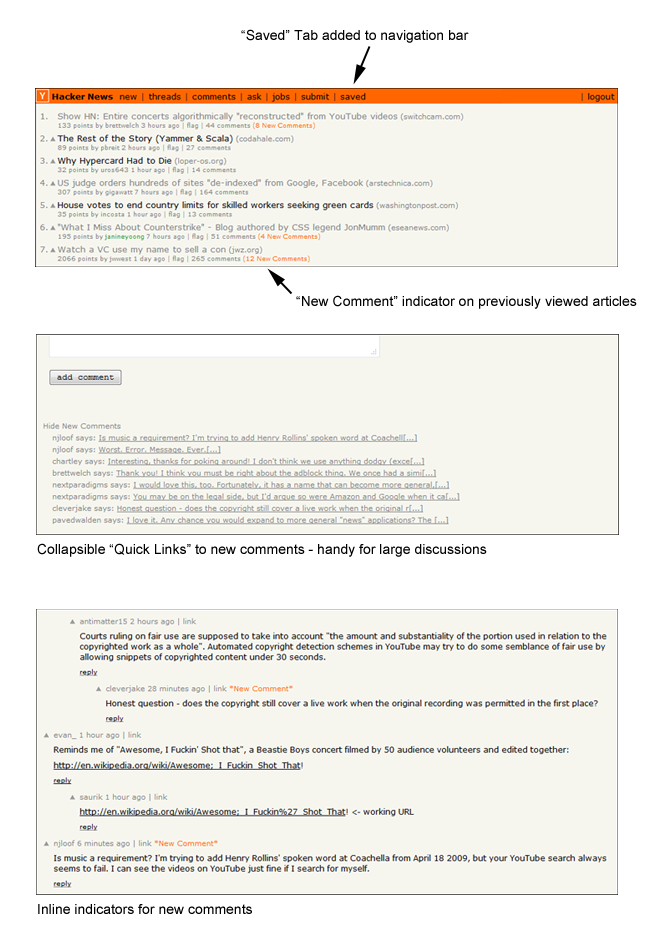 “Saved” Tab added to navigation bar
Y Hacker News new | threads | comments | ask | jobs | submit | saved | logout
1. Show HN: Entire concerts algorithmically "reconstructed" from YouTube videos (switchcam.com)
133 points by brettwelch 3 hours ago | flag | 44 comments (8 New Comments)
2. The Rest of the Story (Yammer & Scala) (codahale.com)
89 points by pbreit 2 hours ago | flag | 27 comments
3. Why Hypercard Had to Die (loper-os.org)
32 points by uros643 1 hour ago | flag | 14 comments
4. US judge orders hundreds of sites "de-indexed" from Google, Facebook (arstechnica.com)
307 points by gigawatt 7 hours ago | flag | 164 comments
5. House votes to end country limits for skilled workers seeking green cards (washingtonpost.com)
35 points by incosta 1 hour ago | flag | 13 comments
6. "What I Miss About Counterstrike" - Blog authored by CSS legend JonMumm (eseanews.com)
195 points by janineyoong 7 hours ago | flag | 51 comments (4 New Comments)
7. Watch a VC use my name to sell a con (jwz.org)
2066 points by jwwest 1 day ago | flag | 265 comments (12 New Comments)
“New Comment” indicator on previously viewed articles
add comment
Hide New Comments
njloof says: Is music a requirement? I'm trying to add Henry Rollins' spoken word at Coachell[...]
njloof says: Worst. Error. Message. Ever.[...]
chartley says: Interesting, thanks for poking around! I don't think we use anything dodgy (exce[...]
brettwelch says: Thank you! I think you must be right about the adblock thing. We once had a simi[...]
nextparadigms says: I would love this, too. Fortunately, it has a name that can become more general,[...]
nextparadigms says: You may be on the legal side, but I'd argue so were Amazon and Google when it ca[...]
cleverjake says: Honest question - does the copyright still cover a live work when the original r[...]
pavedwalden says: I love it. Any chance you would expand to more general "news" applications? The [...]
Collapsible “Quick Links” to new comments - handy for large discussions
antimatter15 2 hours ago | link
Courts ruling on fair use are supposed to take into account "the amount and substantiality of the portion used in relation to the
copyrighted work as a whole". Automated copyright detection schemes in YouTube may try to do some semblance of fair use by
allowing snippets of copyrighted content under 30 seconds.
reply
cleverjake 28 minutes ago | link *New Comment*
Honest question - does the copyright still cover a live work when the original recording was permitted in the first place?
reply
evan_ 1 hour ago | link
Reminds me of "Awesome, I Fuckin' Shot that", a Beastie Boys concert filmed by 50 audience volunteers and edited together:
http://en.wikipedia.org/wiki/Awesome;_I_Fuckin_Shot_That!
reply
saurik 1 hour ago | link
http://en.wikipedia.org/wiki/Awesome;_I_Fuckin%27_Shot_That! <- working URL
reply
njloof 6 minutes ago | link *New Comment*
Is music a requirement? I'm trying to add Henry Rollins' spoken word at Coachella from April 18 2009, but your YouTube search always
seems to fail. I can see the videos on YouTube just fine if I search for myself.
reply
Inline indicators for new comments